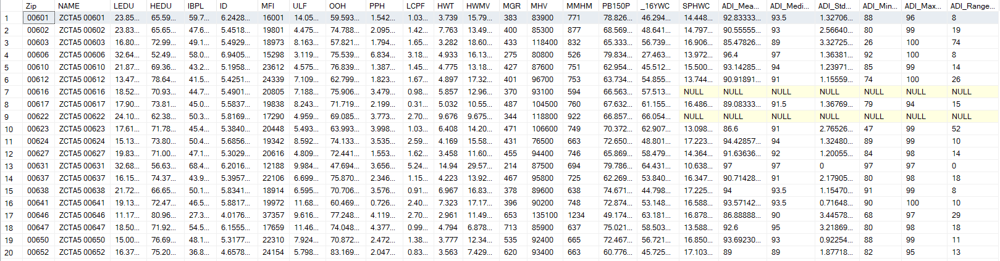 Zip NAME LEDU HEDU IBPL ID MFI ULF OOH PPH LCPF HWT HWMV MGR MHV MMHM PB150P _16YWC SPHWC ADI_Mea... ADI_Medi... ADI_Std... ADI_Min... ADI_Max... ADI_Range...
1 00601 ZCTA5 00601 23.85... 65.59... 59.7... 6.2428... 16001 14.05... 59.593... 1.542... 1.03... 3.739 15.79... 383 83900 771 78.826... 46.294... 14.448... 92.83333... 93.5 1.32706... 88 96 8
2 00602 ZCTA5 00602 23.83... 65.65... 47.6... 5.4518... 19801 4.475... 74.788... 2.095... 1.42... 7.763 13.49... 400 85300 877 68.569... 48.641... 14.797... 90.55555... 93 2.56640... 80 99 19
3 00603 ZCTA5 00603 16.80... 72.99... 49.1... 5.4929... 18973 8.163... 57.821... 1.794... 1.65... 3.282 18.60... 433 118400 832 65.333... 56.739... 16.906... 85.47826... 89 3.32725... 26 100 74
4 00606 ZCTA5 00606 32.64... 52.49... 58.0... 6.9405... 15298 3.119... 75.539... 6.834... 3.18... 4.933 16.13... 275 80800 526 79.834... 27.463... 13.972... 96.4 97 1.36381... 92 100 8
5 00610 ZCTA5 00610 21.87... 69.36... 43.2... 5.1958... 23612 4.575... 76.839... 1.387... 1.45... 4.775 13.18... 427 87600 751 62.954... 45.512... 15.500... 93.14285... 94 1.23971... 85 99 14
6 00612 ZCTA5 00612 13.47... 78.64... 41.5... 5.4251... 24339 7.109... 62.799... 1.823... 1.67... 4.897 17.32... 401 96700 753 63.734... 54.855... 13.744... 90.91891... 91 1.15559... 74 100 26
7 00616 ZCTA5 00616 18.52... 70.93... 44.7... 5.4901... 20805 7.188... 75.906... 3.479... 0.98... 5.857 12.96... 370 93100 594 66.563... 57.513... NULL NULL NULL NULL NULL NULL NULL
8 00617 ZCTA5 00617 17.90... 73.81... 45.0... 5.5837... 19838 8.243... 71.719... 2.199... 0.31... 5.032 10.55... 487 104500 760 67.632... 61.155... 16.486... 89.08333... 91.5 1.36769... 79 94 15
9 00622 ZCTA5 00622 24.10... 62.38... 50.3... 5.8169... 17290 4.959... 69.085... 3.773... 2.70... 9.676 9.675... 344 118800 922 66.857... 66.054... NULL NULL NULL NULL NULL NULL NULL
10 00623 ZCTA5 00623 17.61... 71.78... 45.4... 5.3840... 20448 5.493... 63.993... 3.998... 1.03... 6.408 14.20... 471 106600 749 70.372... 62.907... 13.098... 86.6 91 2.76526... 47 99 52
11 00624 ZCTA5 00624 15.13... 73.80... 50.4... 5.6856... 19342 8.592... 74.133... 3.535... 2.59... 4.169 15.58... 431 76500 663 72.650... 48.801... 17.223... 94.42857... 94 1.32480... 89 99 10
12 00627 ZCTA5 00627 19.83... 71.00... 47.1... 5.3029... 20616 4.809... 72.441... 1.553... 1.62... 3.458 11.60... 455 94400 746 65.869... 58.479... 14.364... 91.63636... 92 1.20055... 84 98 14
13 00631 ZCTA5 00631 32.68... 56.63... 68.4... 6.2016... 12188 9.984... 47.694... 3.656... 5.24... 14.94 29.57... 214 87500 694 79.786... 64.431... 10.638... 97 97 0 97 97 0
14 00637 ZCTA5 00637 16.15... 74.37... 43.9... 5.3957... 22106 6.699... 75.870... 2.346... 1.15... 4.223 13.92... 467 95800 725 62.269... 53.840... 16.347... 90.71428... 91 2.17905... 80 98 18
15 00638 ZCTA5 00638 21.72... 66.65... 50.1... 5.8341... 18914 6.595... 70.706... 3.576... 0.91... 6.967 16.83... 378 89600 638 74.671... 44.798... 17.225... 94 93.5 1.15470... 91 99 8
16 00641 ZCTA5 00641 19.13... 72.47... 46.5... 5.8817... 19972 11.68... 60.469... 0.726... 2.40... 7.323 17.17... 396 90200 748 72.874... 53.148... 16.588... 93.57142... 93.5 0.71648... 90 100 10
17 00646 ZCTA5 00646 11.17... 80.96... 27.3... 4.0176... 37357 9.616... 77.248... 4.119... 2.70... 2.961 11.49... 653 135100 1234 49.174... 63.181... 16.878... 86.88888... 90 3.44578... 68 97 29
18 00647 ZCTA5 00647 18.50... 71.92... 54.5... 6.1555... 17659 11.46... 74.048... 4.377... 0.99... 4.794 6.878... 713 85900 637 75.021... 58.503... 13.588... 92.6 95 3.21869... 80 98 18
19 00650 ZCTA5 00650 15.00... 76.69... 48.1... 5.3177... 22310 7.924... 70.872... 2.472... 1.38... 3.777 12.34... 535 92400 665 72.467... 56.721... 16.850... 93.69230... 93 0.92254... 88 99 11
20 00652 ZCTA5 00652 16.37... 75.20... 36.8... 4.6578... 24154 5.798... 83.169... 2.047... 0.83... 3.563 7.429... 620 93400 663 60.776... 45.725... 17.103... 89 89 1.87718... 82 95 13